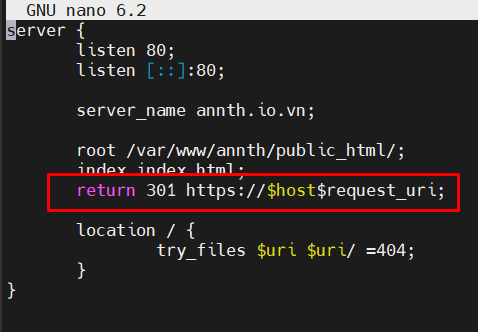 GNU nano 6.2
server {
listen 80;
listen [::]:80;
server_name annth.io.vn;
root /var/www/annth/public_html/;
index index.html;
return 301 https://$host$request_uri;
location / {
try_files $uri $uri/ =404;
}
}